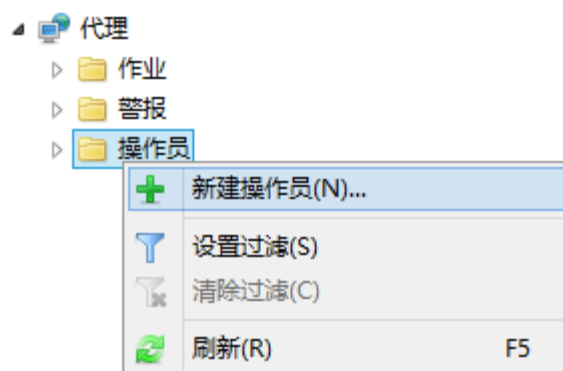 代理
作业
警报
操作员
新建操作员(N)...
设置过滤(S)
清除过滤(C)
刷新(R) F5